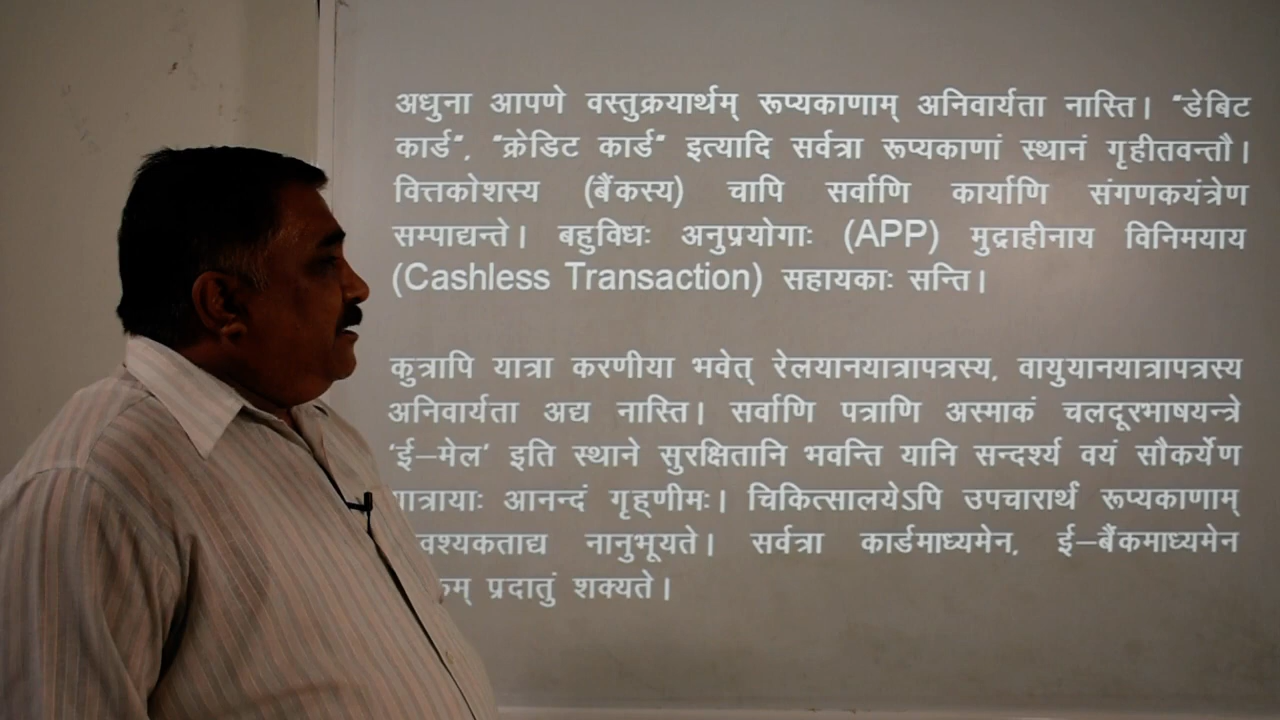 अधुना आपणे वस्तुक्रयार्थम् रूप्यकाणाम् अनिवार्यता नास्ति। "डेबिट
कार्ड", "क्रेडिट कार्ड" इत्यादि सर्वत्रा रूप्यकाणां स्थानं गृहीतवन्तौ।
वित्तकोशस्य (बैंकस्य) चापि सर्वाणि कार्याणि संगणकयंत्रेण
सम्पाद्यन्ते। बहुविधः अनुप्रयोगाः (APP) मुद्राहीनाय विनिमयाय
(Cashless Transaction) सहायकाः सन्ति।
कुत्रापि यात्रा करणीया भवेत् रेलयानयात्रापत्रस्य, वायुयानयात्रापत्रस्य
अनिवार्यता अद्य नास्ति। सर्वाणि पत्राणि अस्माकं चलदूरभाषयन्त्रे
'ई–मेल' इति स्थाने सुरक्षितानि भवन्ति यानि सन्दर्श्य वयं सौकर्येण
आनन्दं गृह्णीमः। चिकित्सालयेऽपि उपचारार्थं रूप्यकाणाम्
नानुभूयते। सर्वत्रा कार्डमाध्यमेन, ई–बैंकमाध्यमेन
प्रदातुं शक्यते।